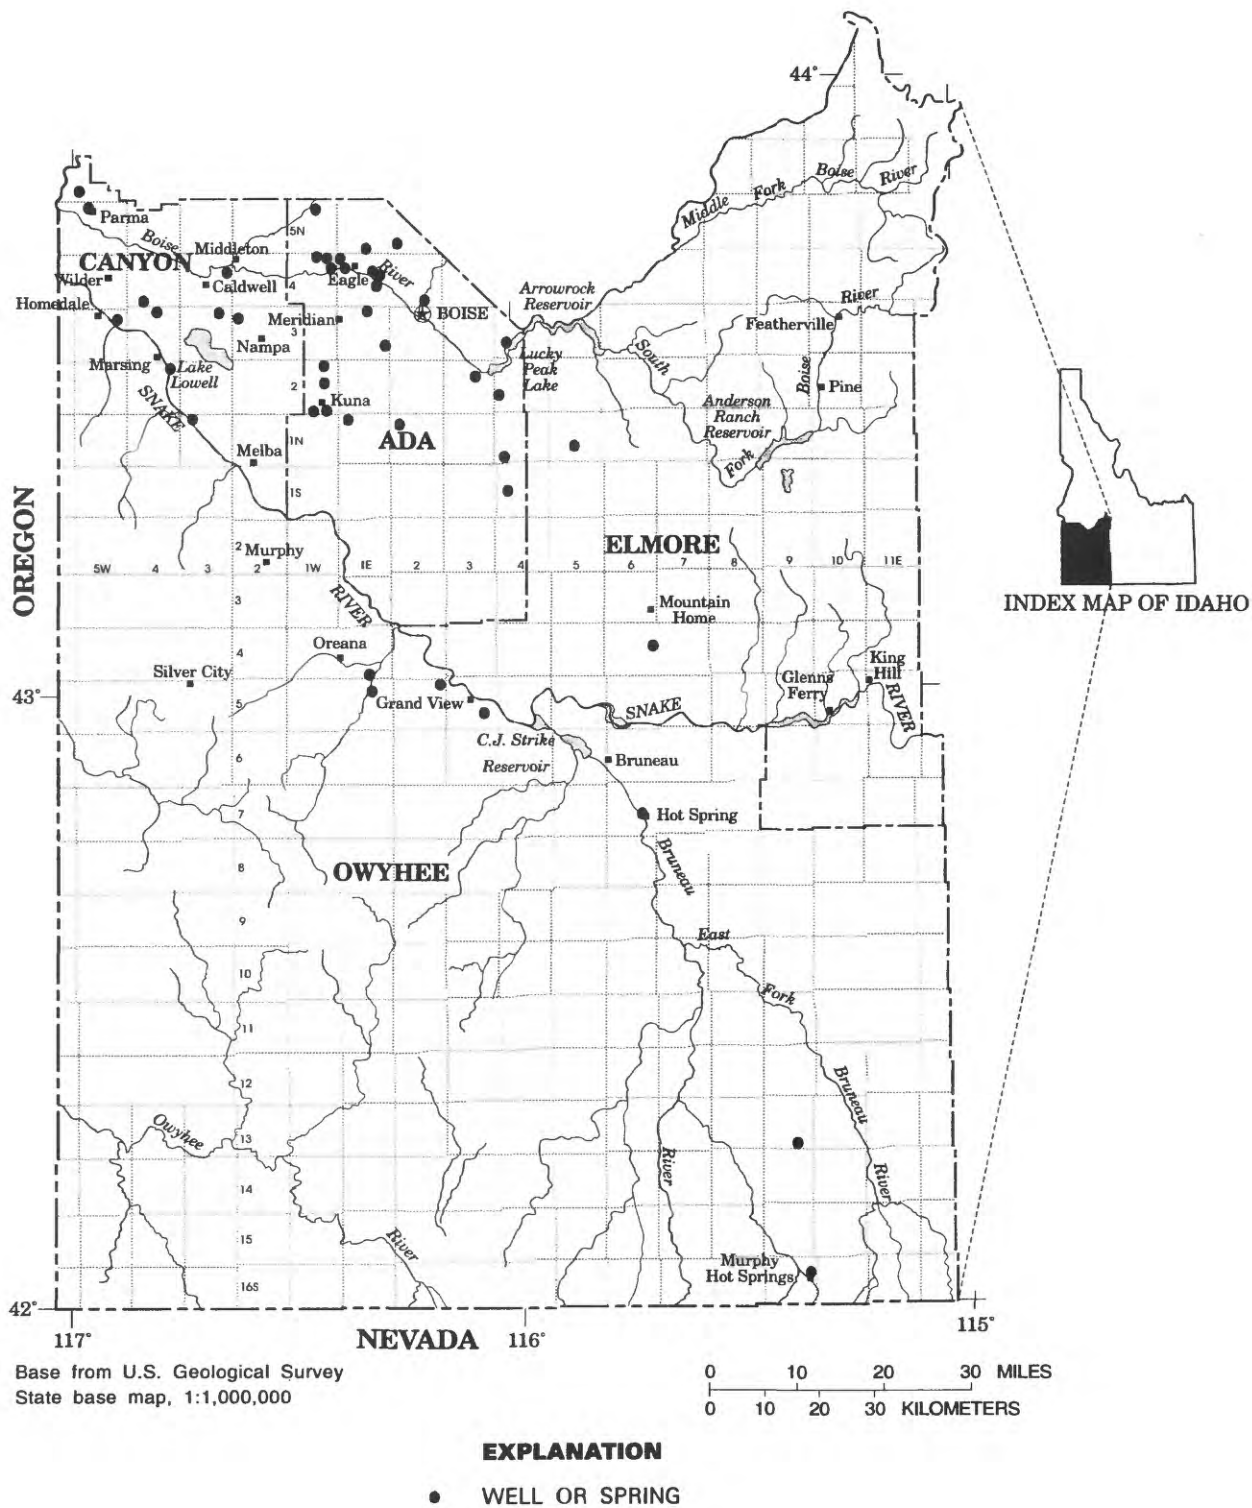 44°
Boise
River
Fork
Middle
Parma
5N
Boise
Middleton
CANYON
River
Wilder
Eagle
Caldwell
4
Arrowrock
Reservoir
River
Homedale
Meridian
BOISE
Featherville
3
Nampa
Lucky
Peak
Lake
South
Marsing
Lake
Lowell
2
Boise
Pine
SNAKE
Kuna
Anderson
Ranch
Reservoir
1N
ADA
Melba
Fork
1S
OREGON
ELMORE
2
Murphy
5W
4
3
2
1W
1E
2
3
4
5
6
7
8
9
10
11E
INDEX MAP OF IDAHO
3
RIVER
Mountain
Home
4
Oreana
Silver City
King
Hill
43°
Glenns
Ferry
5
Grand View
SNAKE
RIVER
C.J. Strike
Reservoir
6
Bruneau
7
Hot Spring
8
OWYHEE
Bruneau
9
East
10
Fork
11
12
Bruneau
Owyhee
13
River
River
14
15
River
Murphy
Hot Springs
16S
42°
117°
NEVADA
116°
115°
Base from U.S. Geological Survey
State base map, 1:1,000,000
0 10 20 30 MILES
0 10 20 30 KILOMETERS
EXPLANATION
WELL OR SPRING